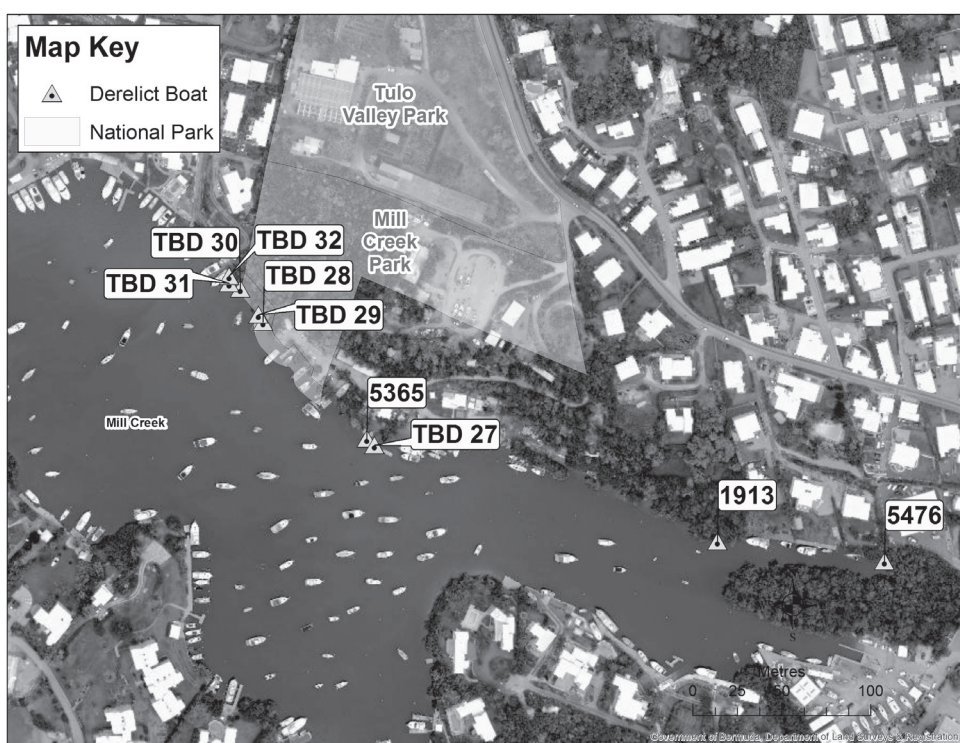 Map Key
Derelict Boat
National Park
Tulo
Valley Park
Mill
Creek
Park
TBD 30
TBD 32
TBD 31
TBD 28
TBD 29
5365
TBD 27
Mill Creek
1913
5476
S
Metres
0 25 50 100
Government of Bermuda, Department of Land Surveys & Registration